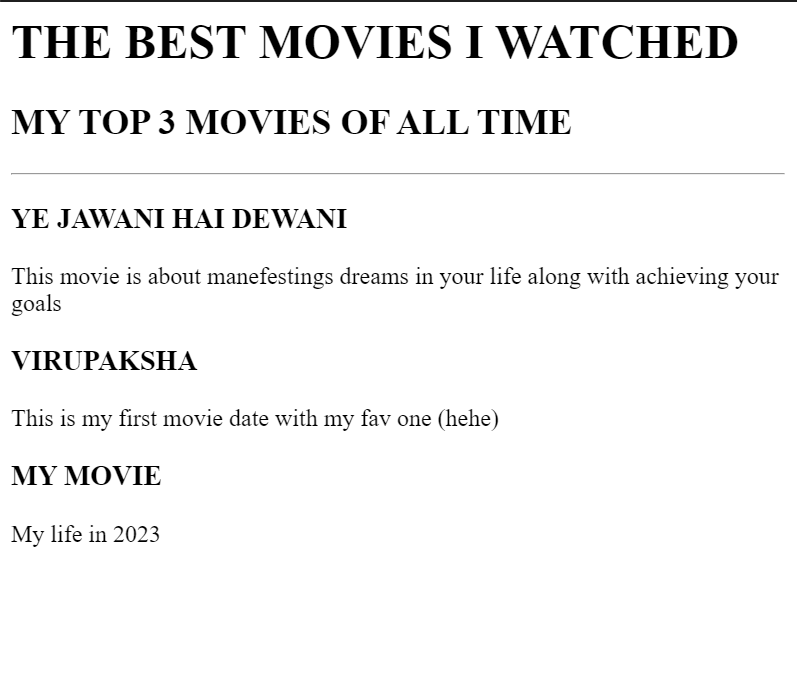 THE BEST MOVIES I WATCHED
MY TOP 3 MOVIES OF ALL TIME
YE JAWANI HAI DEWANI
This movie is about manefestings dreams in your life along with achieving your
goals
VIRUPAKSHA
This is my first movie date with my fav one (hehe)
MY MOVIE
My life in 2023